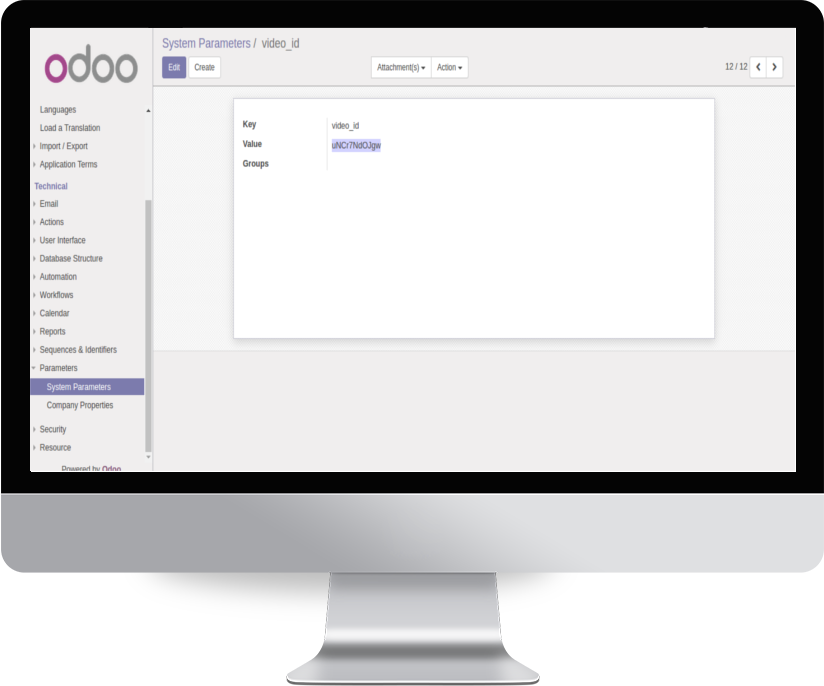 odoo
System Parameters / video_id
Edit
Create
Attachment(s)
Action
12 / 12
Languages
Load a Translation
Import / Export
Application Terms
Technical
Email
Actions
User Interface
Database Structure
Automation
Workflows
Calendar
Reports
Sequences & Identifiers
Parameters
System Parameters
Company Properties
Security
Resource
Powered by Odoo
Key video_id
Value uNCr7NdOJgw
Groups